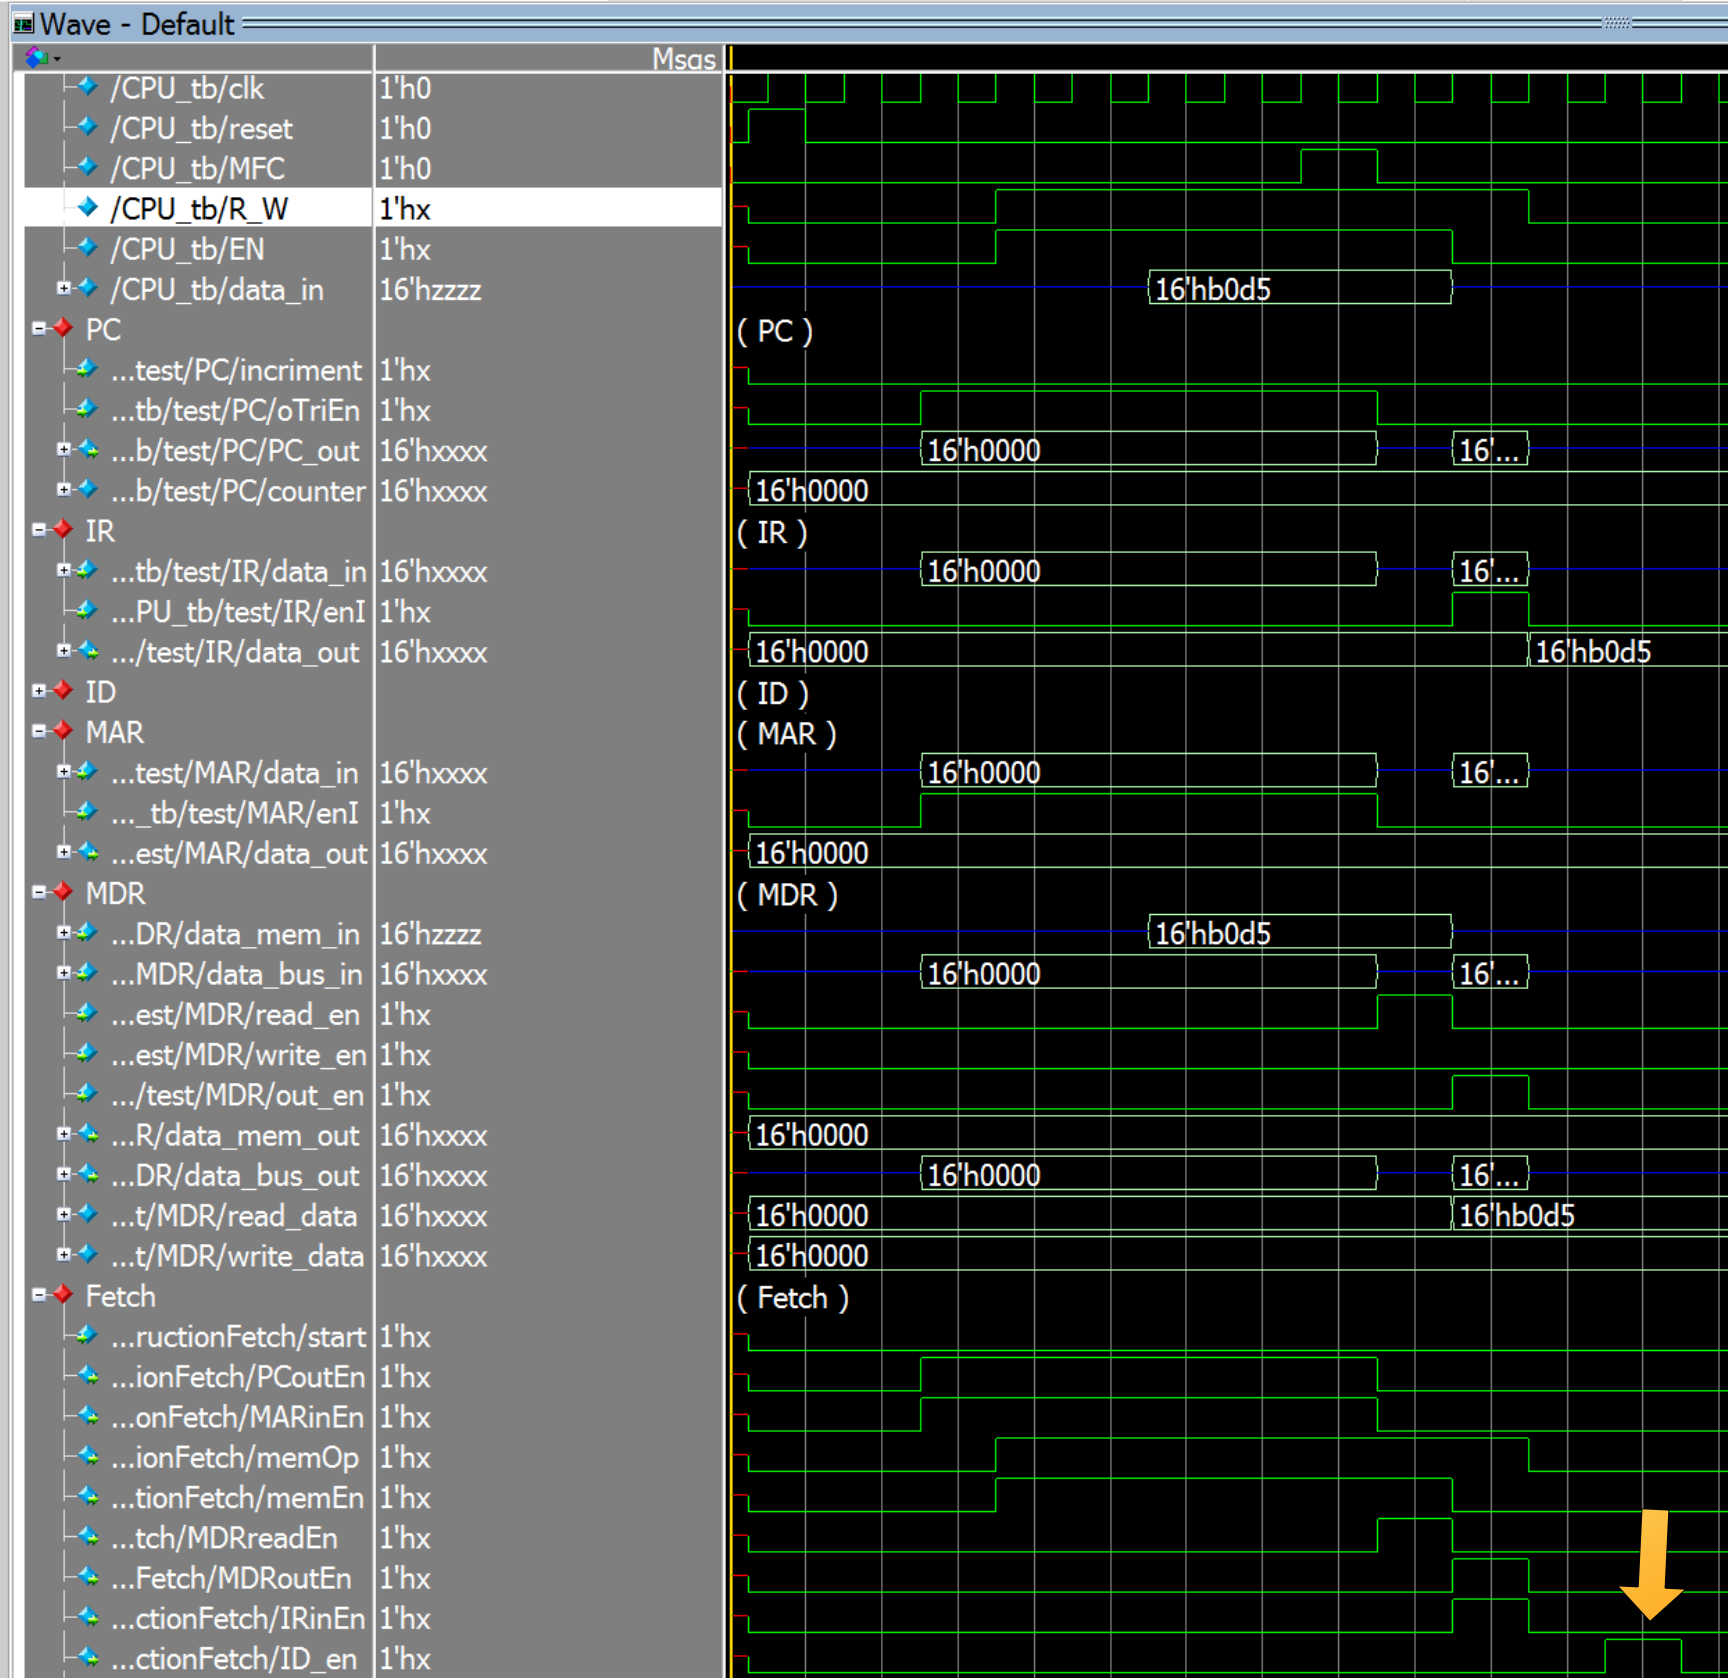 Wave - Default
Msgs
/CPU_tb/clk 1'h0
/CPU_tb/reset 1'h0
/CPU_tb/MFC 1'h0
/CPU_tb/R_W 1'hx
/CPU_tb/EN 1'hx
/CPU_tb/data_in 16'hzzzz 16'hb0d5
PC ( PC )
...test/PC/incriment 1'hx
...tb/test/PC/oTriEn 1'hx
...b/test/PC/PC_out 16'hxxxx 16'h0000 16'...
...b/test/PC/counter 16'hxxxx 16'h0000
IR ( IR )
...tb/test/IR/data_in 16'hxxxx 16'h0000 16'...
...PU_tb/test/IR/enI 1'hx
.../test/IR/data_out 16'hxxxx 16'h0000 16'hb0d5
ID ( ID )
MAR ( MAR )
...test/MAR/data_in 16'hxxxx 16'h0000 16'...
..._tb/test/MAR/enI 1'hx
...est/MAR/data_out 16'hxxxx 16'h0000
MDR ( MDR )
...DR/data_mem_in 16'hzzzz 16'hb0d5
...MDR/data_bus_in 16'hxxxx 16'h0000 16'...
...est/MDR/read_en 1'hx
...est/MDR/write_en 1'hx
.../test/MDR/out_en 1'hx
...R/data_mem_out 16'hxxxx 16'h0000
...DR/data_bus_out 16'hxxxx 16'h0000 16'...
...t/MDR/read_data 16'hxxxx 16'h0000 16'hb0d5
...t/MDR/write_data 16'hxxxx 16'h0000
Fetch ( Fetch )
...ructionFetch/start 1'hx
...ionFetch/PCoutEn 1'hx
...onFetch/MARinEn 1'hx
...ionFetch/memOp 1'hx
...tionFetch/memEn 1'hx
...tch/MDRreadEn 1'hx
...Fetch/MDRoutEn 1'hx
...ctionFetch/IRinEn 1'hx
...ctionFetch/ID_en 1'hx